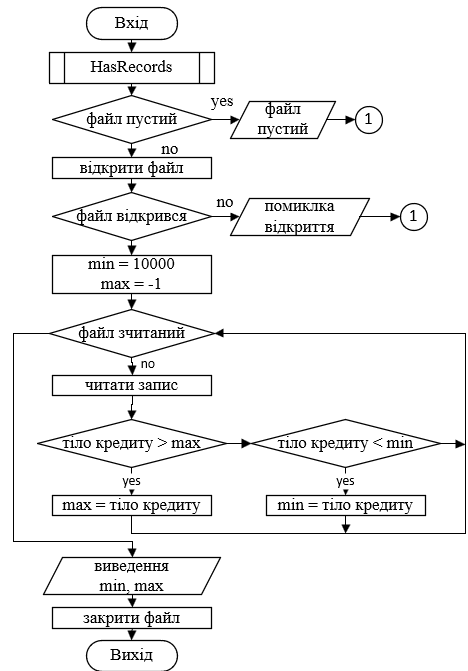 Вхід
HasRecords
файл пустий
yes
файл
пустий
1
no
відкрити файл
файл відкрився
no
помиклка
відкриття
1
min = 10000
max = -1
файл зчитаний
no
читати запис
тіло кредиту > max
тіло кредиту < min
yes
yes
max = тіло кредиту
min = тіло кредиту
виведення
min, max
закрити файл
Вихід